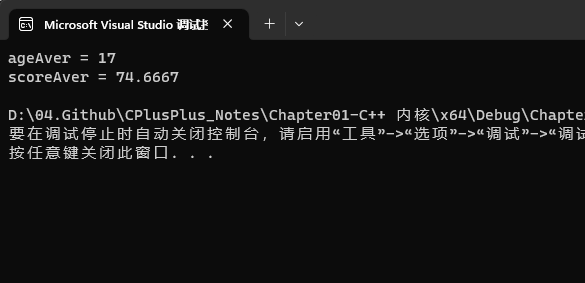 Microsoft Visual Studio 调试
ageAver = 17
scoreAver = 74.6667
D:\04.Github\CPlusPlus_Notes\Chapter01-C++ 内核\x64\Debug\Chapte
要在调试停止时自动关闭控制台，请启用“工具”->“选项”->“调试”->“调试
按任意键关闭此窗口. . .